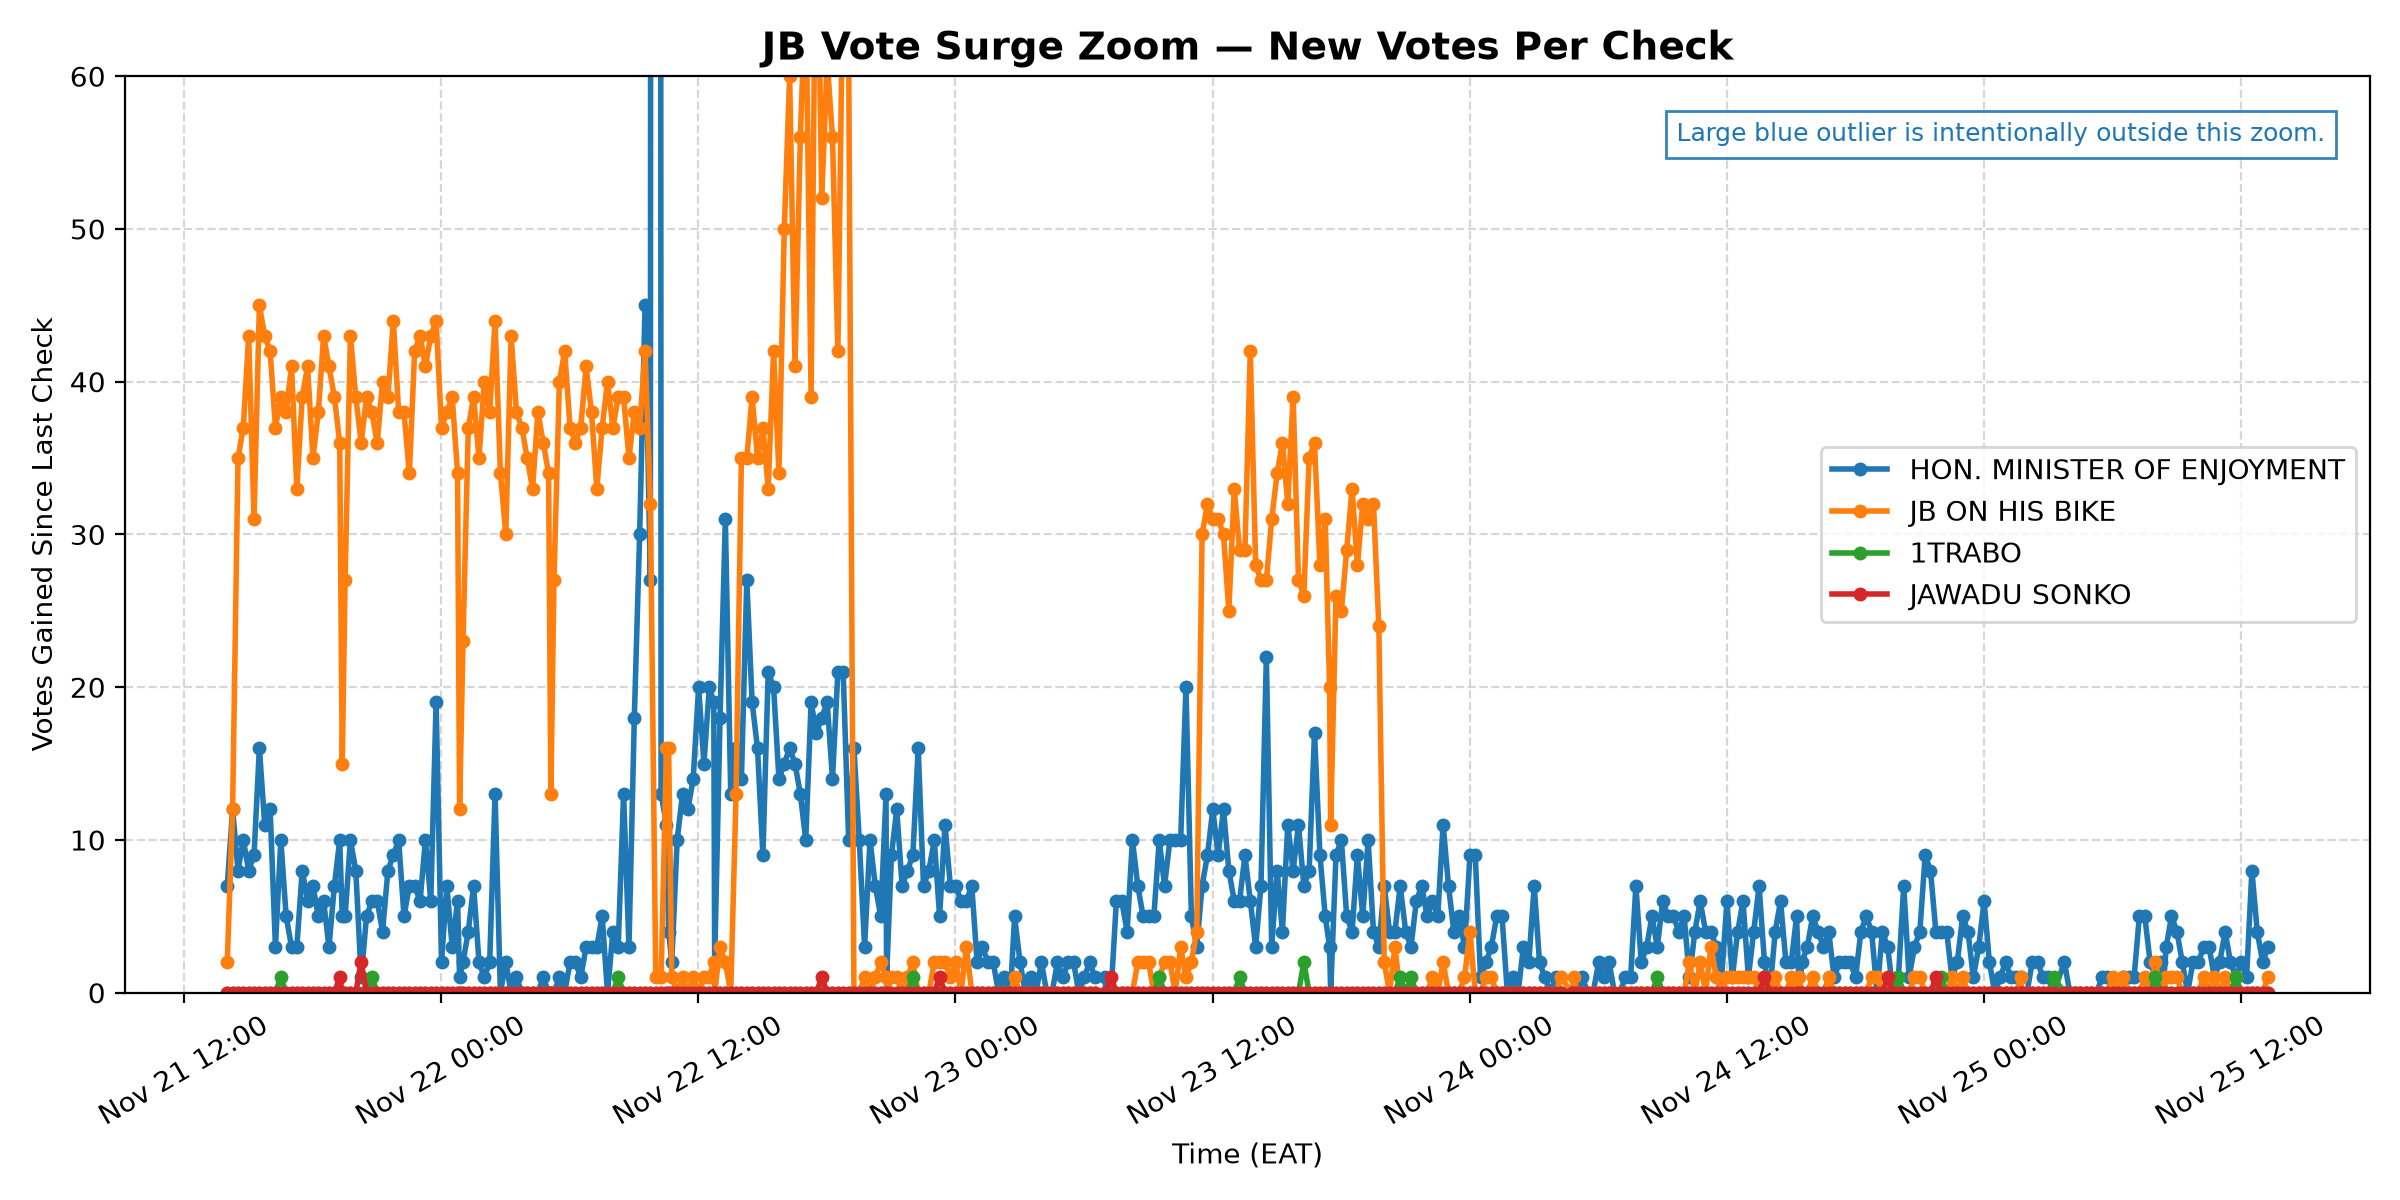 JB Vote Surge Zoom — New Votes Per Check
60
50
40
30
20
10
0
Votes Gained Since Last Check
Large blue outlier is intentionally outside this zoom.
HON. MINISTER OF ENJOYMENT
JB ON HIS BIKE
1TRABO
JAWADU SONKO
Nov 21 12:00
Nov 22 00:00
Nov 22 12:00
Nov 23 00:00
Nov 23 12:00
Nov 24 00:00
Nov 24 12:00
Nov 25 00:00
Nov 25 12:00
Time (EAT)